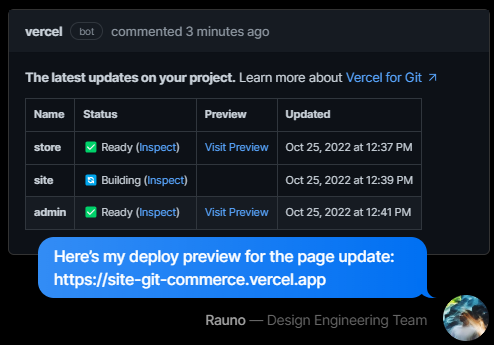 vercel bot commented 3 minutes ago
The latest updates on your project. Learn more about Vercel for Git ↗
Name Status Preview Updated
store ✅ Ready (Inspect) Visit Preview Oct 25, 2022 at 12:37 PM
site 🔄 Building (Inspect) Oct 25, 2022 at 12:39 PM
admin ✅ Ready (Inspect) Visit Preview Oct 25, 2022 at 12:41 PM
Here’s my deploy preview for the page update:
https://site-git-commerce.vercel.app
Rauno — Design Engineering Team